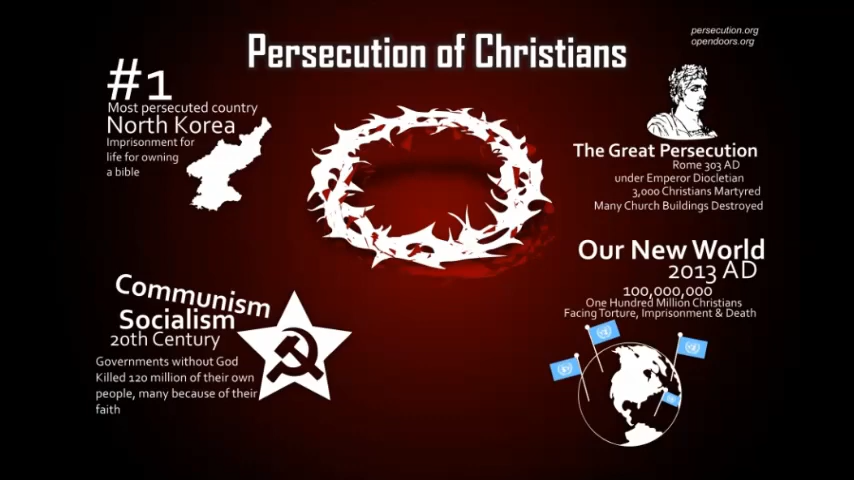 Persecution of Christians
persecution.org
opendoors.org
#1
Most persecuted country
North Korea
Imprisonment for
life for owning
a bible
The Great Persecution
Rome 303 AD
under Emperor Diocletian
3,000 Christians Martyred
Many Church Buildings Destroyed
Communism
Socialism
20th Century
Governments without God
Killed 120 million of their own
people, many because of their
faith
Our New World
2013 AD
100,000,000
One Hundred Million Christians
Facing Torture, Imprisonment & Death